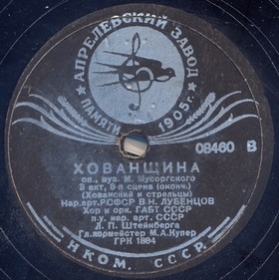 АПРЕЛЕВСКИЙ ЗАВОД
ПАМЯТИ 1905 г.
08460 В
ХОВАНЩИНА
оп., муз. М. Мусоргского
3 акт, 6-я сцена (оконч.)
(Хованский и стрельцы)
Нар.арт.РСФСР В.Н. ЛУБЕНЦОВ
Хор и орк. ГАБТ СССР
п.у. нар. арт. СССР
Л. П. Штейнберга
Гл.хормейстер М.А.Купер
ГРК 1884
НКОМ. СССР